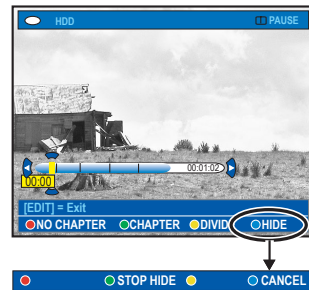 HDD PAUSE
00:01:02
00:00
[EDIT] = Exit
NO CHAPTER CHAPTER DIVID HIDE
STOP HIDE CANCEL